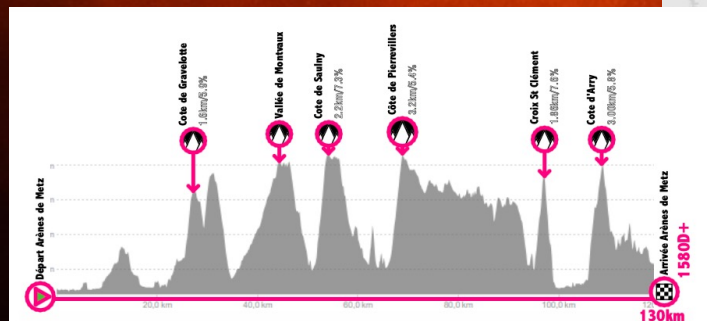 Départ Arènes de Metz
Cote de Gravelotte
1.8km/5.9%
Vallée de Montvaux
Cote de Saulny
2.2km/7.3%
Côte de Pierrevillers
3.2km/5.4%
Croix St Clément
1.86km/7.6%
Cote d'Arry
3.00km/5.8%
Arrivée Arènes de Metz
1580D+
20,0 km
40,0 km
60,0 km
80,0 km
100,0 km
130km